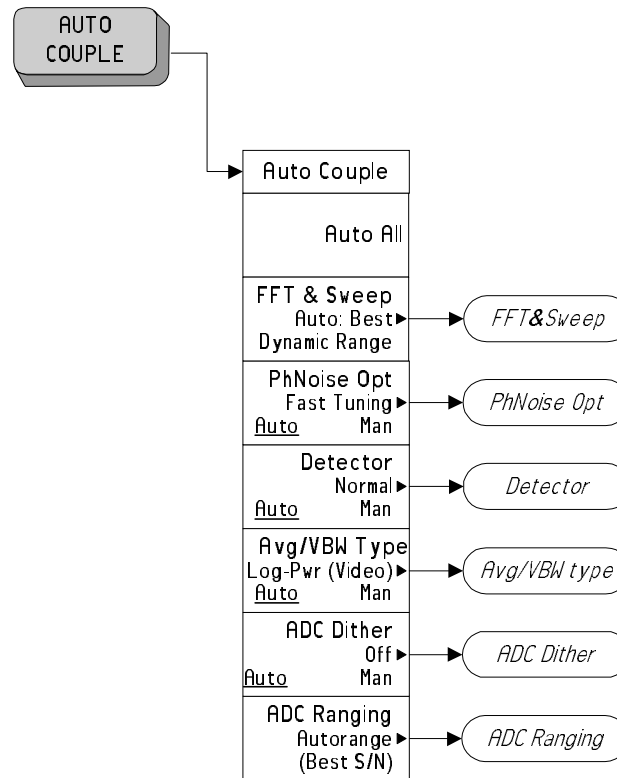 AUTO
COUPLE
Auto Couple
Auto All
FFT & Sweep
Auto: Best
Dynamic Range
FFT&Sweep
PhNoise Opt
Fast Tuning
Auto Man
PhNoise Opt
Detector
Normal
Auto Man
Detector
Avg/VBW Type
Log-Pwr (Video)
Auto Man
Avg/VBW type
ADC Dither
Off
Auto Man
ADC Dither
ADC Ranging
Autorange
(Best S/N)
ADC Ranging